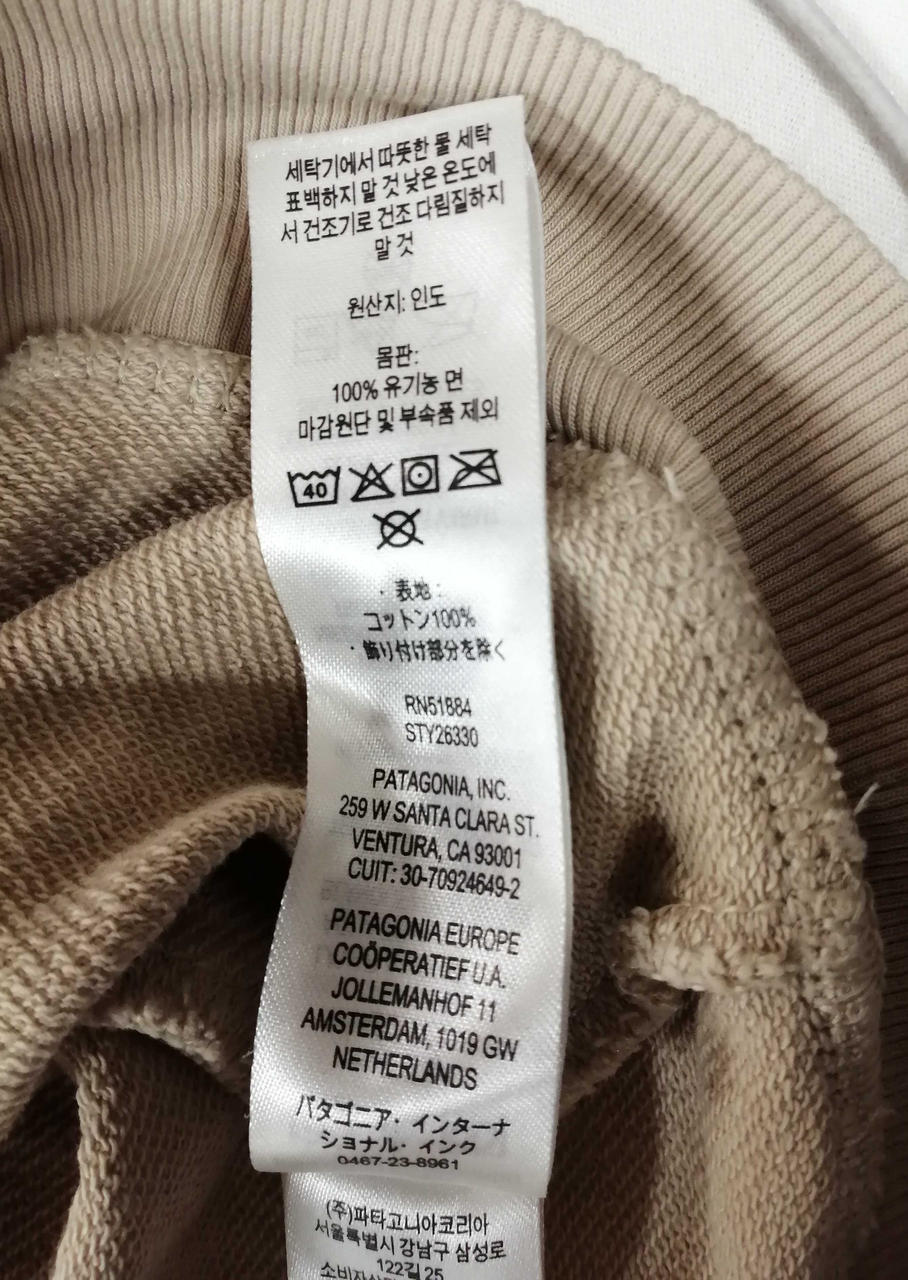 세탁기에서 따뜻한 물 세탁
표백하지 말 것 낮은 온도에
서 건조기로 건조 다림질하지
말 것
원산지: 인도
몸판:
100% 유기농 면
마감원단 및 부속품 제외
40
・表地:
コットン100%
・飾り付け部分を除く
RN51884
STY26330
PATAGONIA, INC.
259 W SANTA CLARA ST.
VENTURA, CA 93001
CUIT: 30-70924649-2
PATAGONIA EUROPE
COÖPERATIEF U.A.
JOLLEMANHOF 11
AMSTERDAM, 1019 GW
NETHERLANDS
パタゴニア・インターナ
ショナル・インク
0467-23-8961
(주)파타고니아코리아
서울특별시 강남구 삼성로
122길 25